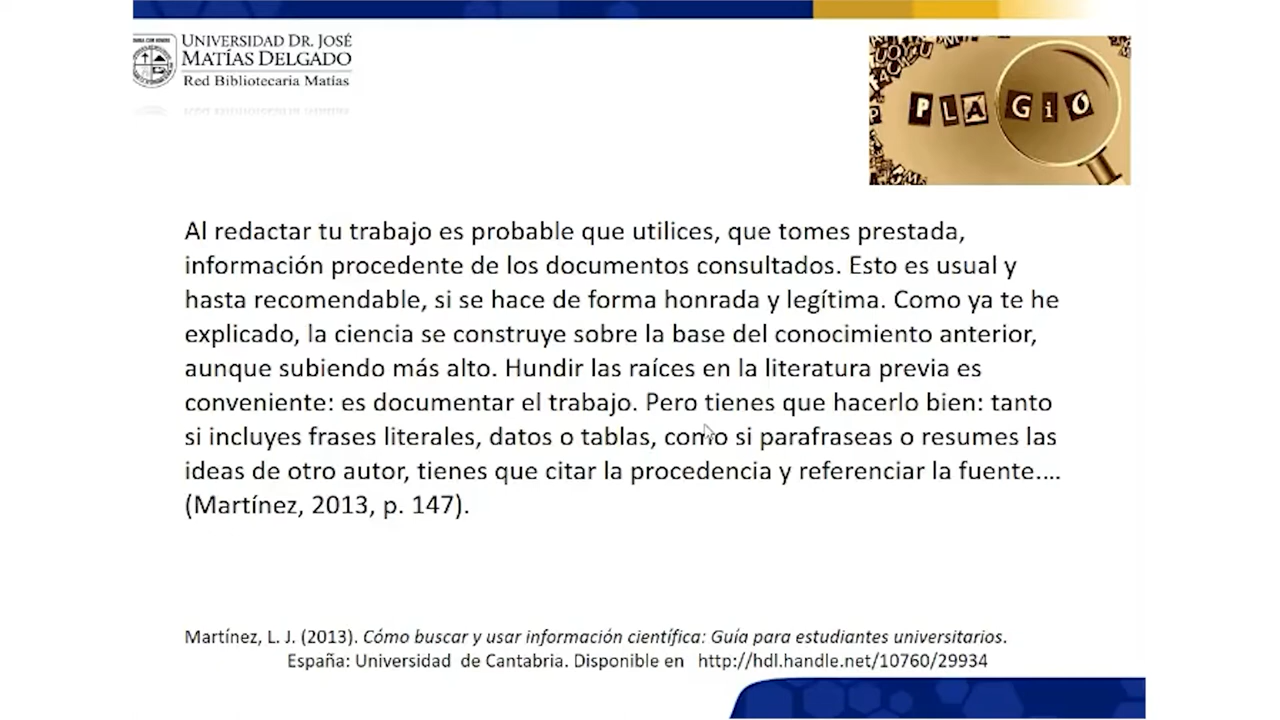 UNIVERSIDAD DR. JOSÉ
MATÍAS DELGADO
Red Bibliotecaria Matías
PLAGiO
Al redactar tu trabajo es probable que utilices, que tomes prestada,
información procedente de los documentos consultados. Esto es usual y
hasta recomendable, si se hace de forma honrada y legítima. Como ya te he
explicado, la ciencia se construye sobre la base del conocimiento anterior,
aunque subiendo más alto. Hundir las raíces en la literatura previa es
conveniente: es documentar el trabajo. Pero tienes que hacerlo bien: tanto
si incluyes frases literales, datos o tablas, como si parafraseas o resumes las
ideas de otro autor, tienes que citar la procedencia y referenciar la fuente....
(Martínez, 2013, p. 147).
Martínez, L. J. (2013). Cómo buscar y usar información científica: Guía para estudiantes universitarios.
España: Universidad de Cantabria. Disponible en http://hdl.handle.net/10760/29934